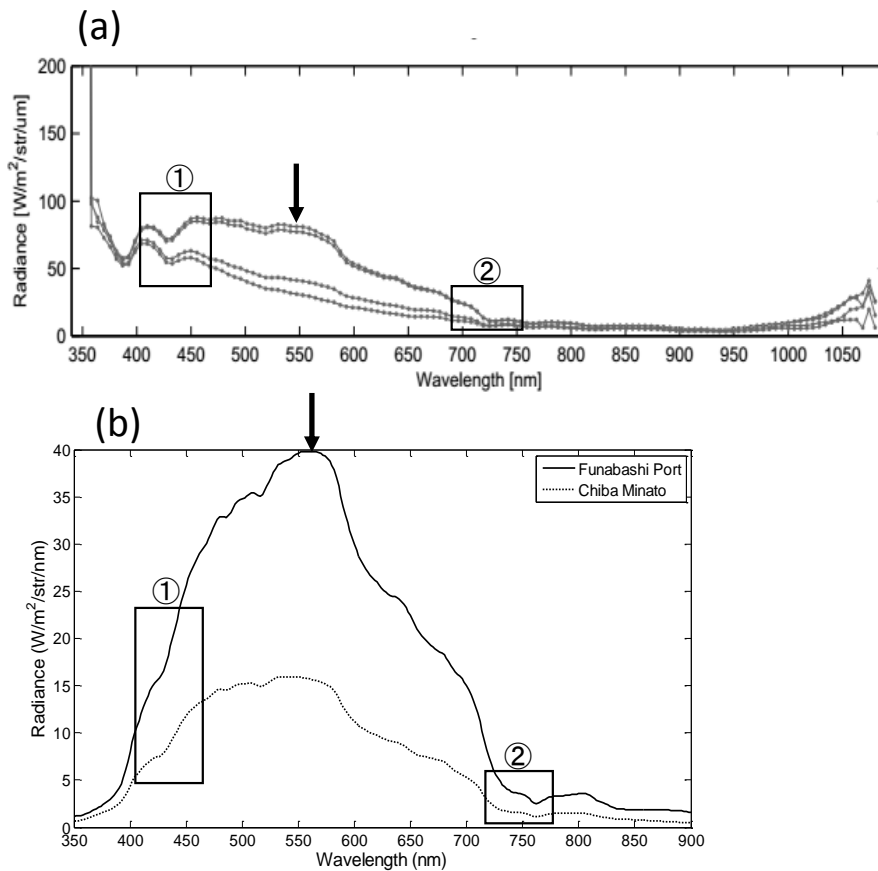 (a)
200
150
100
50
0
Radiance [W/m²/str/um]
①
②
350 400 450 500 550 600 650 700 750 800 850 900 950 1000 1050
Wavelength [nm]
(b)
40
35
30
25
20
15
10
5
0
Radiance (W/m²/str/nm)
Funabashi Port
Chiba Minato
①
②
350 400 450 500 550 600 650 700 750 800 850 900
Wavelength (nm)